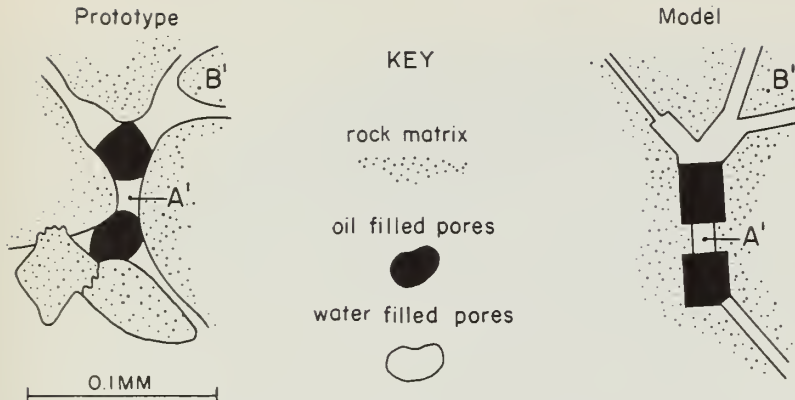 Prototype
B'
A'
0.1MM
KEY
rock matrix
oil filled pores
water filled pores
Model
B'
A'